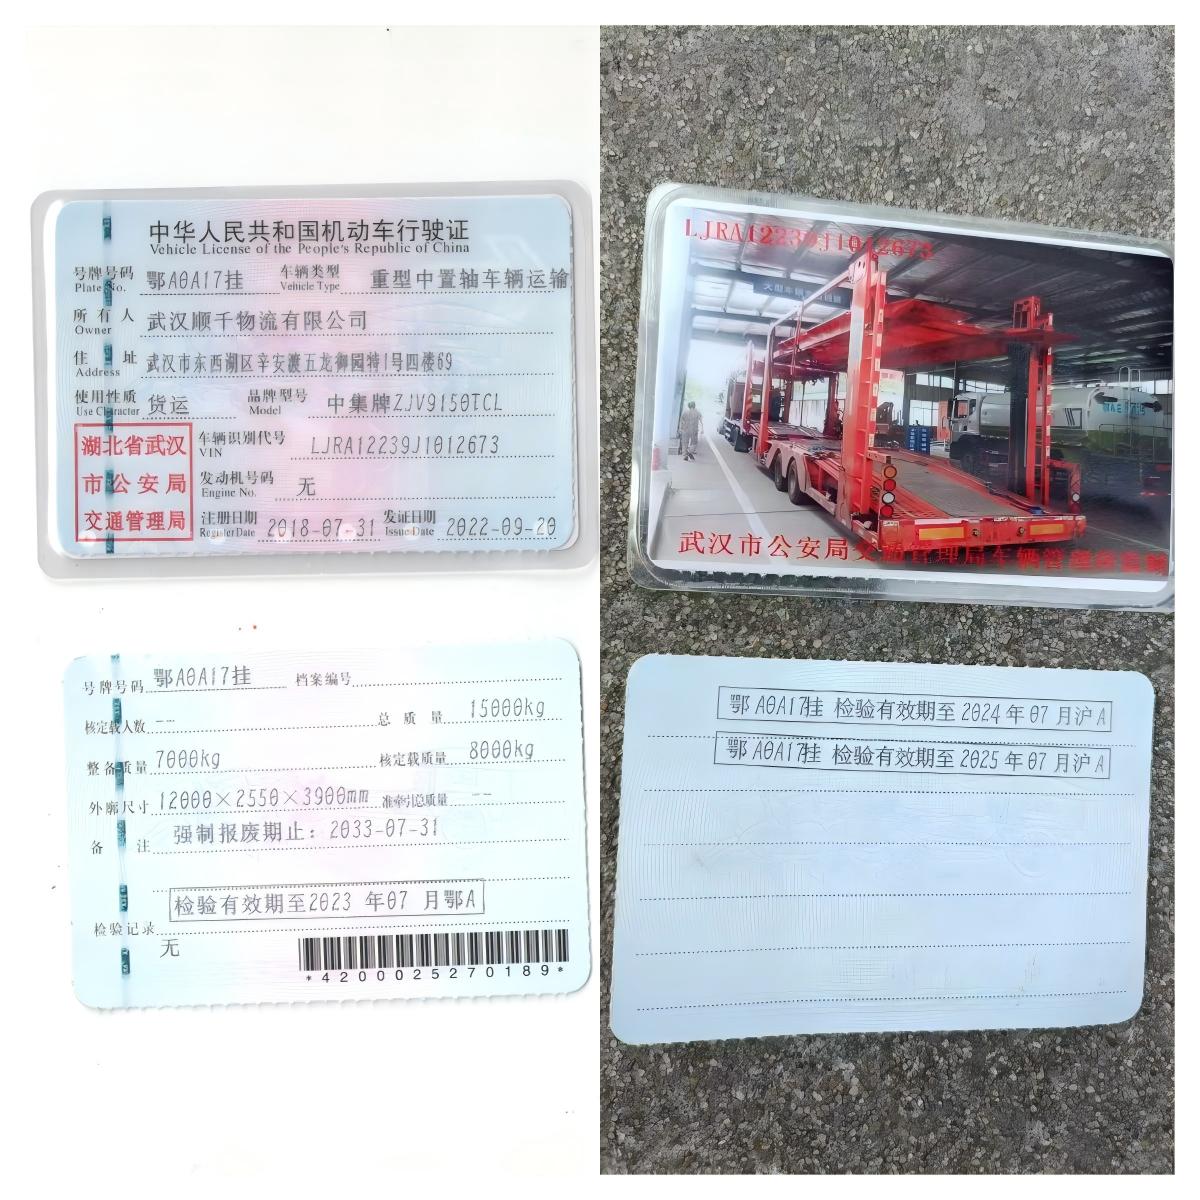 中华人民共和国机动车行驶证
Vehicle License of the People's Republic of China
号牌号码 鄂A0A17挂 车辆类型 重型中置轴车辆运输
Plate No. Vehicle Type
所有人 武汉顺千物流有限公司
Owner
住址 武汉市东西湖区辛安渡五龙御园特1号四楼69
Address
使用性质 货运 品牌型号 中集牌ZJV9150TCL
Use Character Model
湖北省武汉
市公安局
交通管理局
车辆识别代号 LJRA12239J1012673
VIN
发动机号码 无
Engine No.
注册日期 2018-07-31 发证日期 2022-09-20
Register Date Issue Date
号牌号码 鄂A0A17挂 档案编号
核定载人数 -- 总质量 15000kg
整备质量 7000kg 核定载质量 8000kg
外廓尺寸 12000×2550×3900mm 准牵引总质量 --
备注 强制报废期止：2033-07-31
检验有效期至2023 年07 月鄂A
检验记录
无
*4200025270189*
LJRA12239J1012673
武汉市公安局交通管理局车辆管理所监制
鄂A0A17挂 检验有效期至2024年07月沪A
鄂A0A17挂 检验有效期至2025年07月沪A